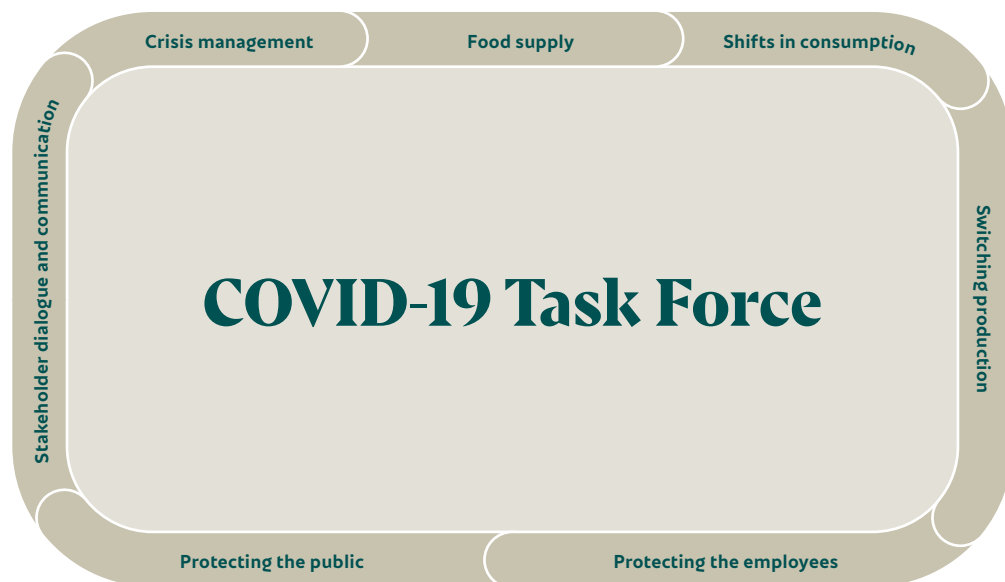 Crisis management
Food supply
Shifts in consumption
Stakeholder dialogue and communication
COVID-19 Task Force
Switching production
Protecting the public
Protecting the employees